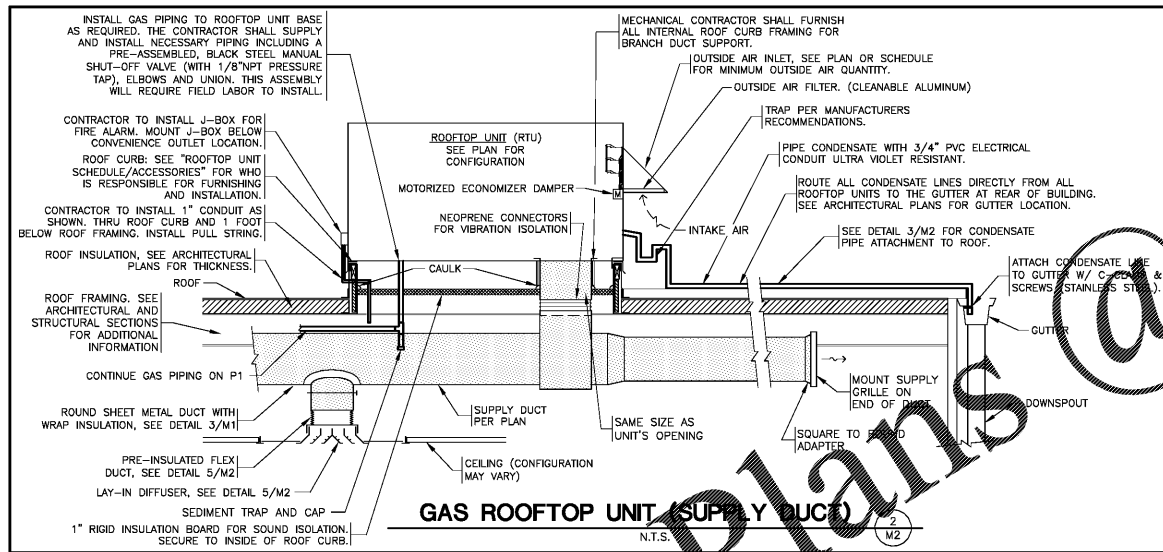 INSTALL GAS PIPING TO ROOFTOP UNIT BASE
AS REQUIRED. THE CONTRACTOR SHALL SUPPLY
AND INSTALL NECESSARY PIPING INCLUDING A
PRE-ASSEMBLED, BLACK STEEL MANUAL
SHUT-OFF VALVE (WITH 1/8"NPT PRESSURE
TAP), ELBOWS AND UNION. THIS ASSEMBLY
WILL REQUIRE FIELD LABOR TO INSTALL.
CONTRACTOR TO INSTALL J-BOX FOR
FIRE ALARM. MOUNT J-BOX BELOW
CONVENIENCE OUTLET LOCATION.
ROOF CURB: SEE "ROOFTOP UNIT
SCHEDULE/ACCESSORIES" FOR WHO
IS RESPONSIBLE FOR FURNISHING
AND INSTALLATION.
CONTRACTOR TO INSTALL 1" CONDUIT AS
SHOWN. THRU ROOF CURB AND 1 FOOT
BELOW ROOF FRAMING. INSTALL PULL STRING.
ROOF INSULATION, SEE ARCHITECTURAL
PLANS FOR THICKNESS.
ROOF
ROOF FRAMING. SEE
ARCHITECTURAL AND
STRUCTURAL SECTIONS
FOR ADDITIONAL
INFORMATION
CONTINUE GAS PIPING ON P1
ROUND SHEET METAL DUCT WITH
WRAP INSULATION, SEE DETAIL 3/M1
PRE-INSULATED FLEX
DUCT, SEE DETAIL 5/M2
LAY-IN DIFFUSER, SEE DETAIL 5/M2
SEDIMENT TRAP AND CAP
1" RIGID INSULATION BOARD FOR SOUND ISOLATION.
SECURE TO INSIDE OF ROOF CURB.
ROOFTOP UNIT (RTU)
SEE PLAN FOR
CONFIGURATION
MOTORIZED ECONOMIZER DAMPER
M
NEOPRENE CONNECTORS
FOR VIBRATION ISOLATION
CAULK
SUPPLY DUCT
PER PLAN
CEILING (CONFIGURATION
MAY VARY)
SAME SIZE AS
UNIT'S OPENING
MECHANICAL CONTRACTOR SHALL FURNISH
ALL INTERNAL ROOF CURB FRAMING FOR
BRANCH DUCT SUPPORT.
OUTSIDE AIR INLET, SEE PLAN OR SCHEDULE
FOR MINIMUM OUTSIDE AIR QUANTITY.
OUTSIDE AIR FILTER. (CLEANABLE ALUMINUM)
TRAP PER MANUFACTURERS
RECOMMENDATIONS.
PIPE CONDENSATE WITH 3/4" PVC ELECTRICAL
CONDUIT ULTRA VIOLET RESISTANT.
ROUTE ALL CONDENSATE LINES DIRECTLY FROM ALL
ROOFTOP UNITS TO THE GUTTER AT REAR OF BUILDING.
SEE ARCHITECTURAL PLANS FOR GUTTER LOCATION.
INTAKE AIR
SEE DETAIL 3/M2 FOR CONDENSATE
PIPE ATTACHMENT TO ROOF.
ATTACH CONDENSATE LINE
TO GUTTER W/ C-CLAMP &
SCREWS (STAINLESS STEEL).
GUTTER
MOUNT SUPPLY
GRILLE ON
END OF DUCT
DOWNSPOUT
SQUARE TO ROUND
ADAPTER
GAS ROOFTOP UNIT (SUPPLY DUCT)
N.T.S.
2
M2
Plans @